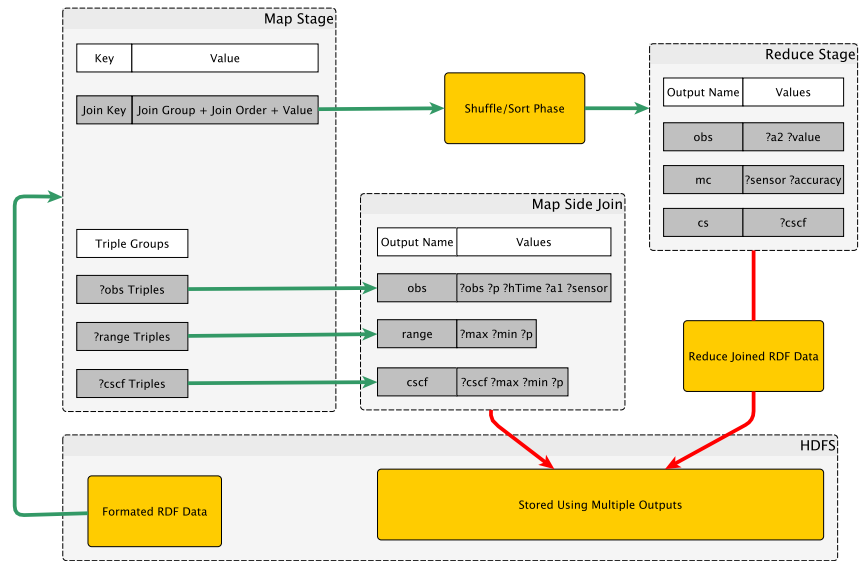 Map Stage
Key
Value
Join Key
Join Group + Join Order + Value
Triple Groups
?obs Triples
?range Triples
?cscf Triples
Shuffle/Sort Phase
Map Side Join
Output Name
Values
obs
?obs ?p ?hTime ?a1 ?sensor
range
?max ?min ?p
cscf
?cscf ?max ?min ?p
Reduce Stage
Output Name
Values
obs
?a2 ?value
mc
?sensor ?accuracy
cs
?cscf
Reduce Joined RDF Data
HDFS
Formated RDF Data
Stored Using Multiple Outputs